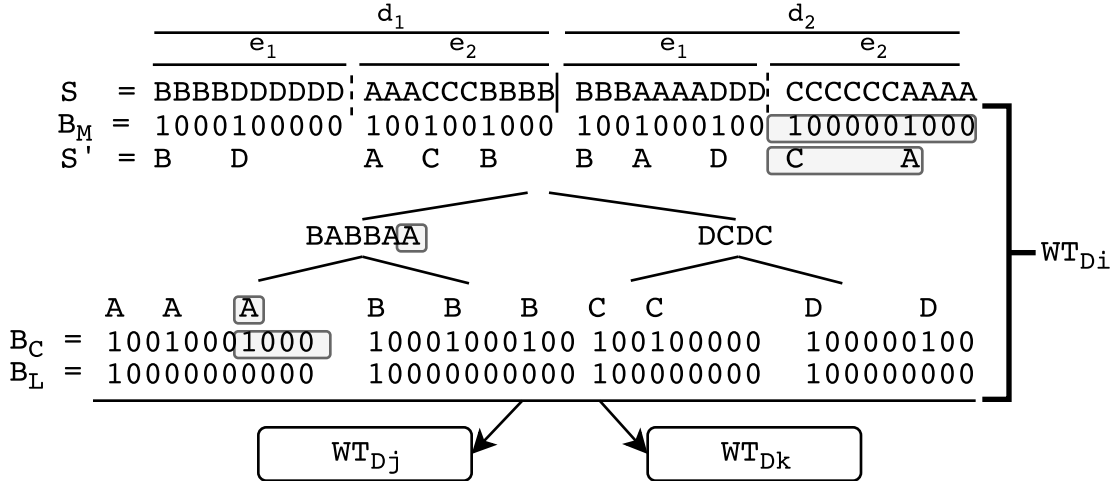 d1 d2
e1 e2 e1 e2
S = BBBBDDDDDD AAACCCBBBB BBBAAAADDD CCCCCCAAAA
BM = 1000100000 1001001000 1001000100 1000001000
S' = B D A C B B A D C A
BABBAA DCDC
WTDi
A A A B B B C C D D
BC = 10010001000 10001000100 100100000 100000100
BL = 10000000000 10000000000 100000000 100000000
WTDj WTDk